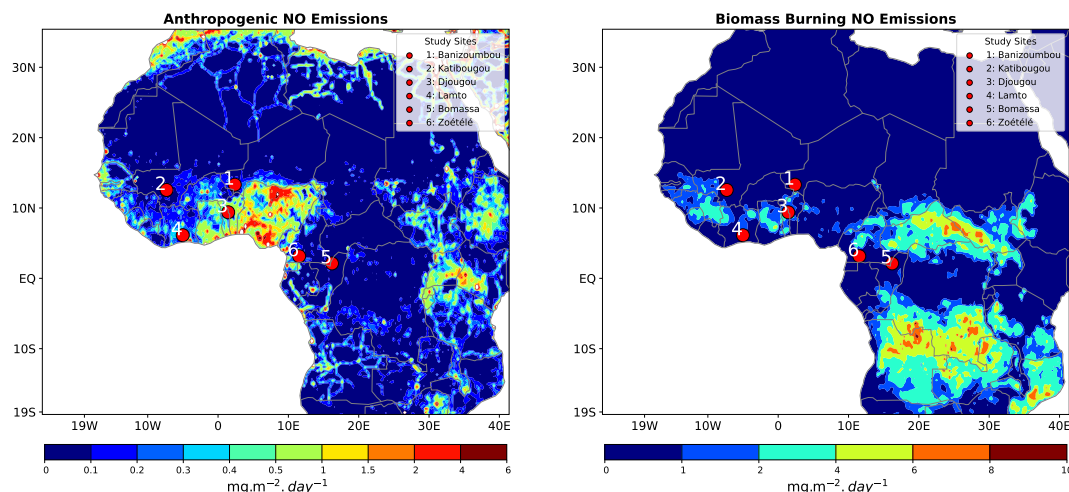 Anthropogenic NO Emissions
30N
20N
10N
EQ
10S
19S
19W
10W
0
10E
20E
30E
40E
Study Sites
1: Banizoumbou
2: Katibougou
3: Djougou
4: Lamto
5: Bomassa
6: Zoétélé
1
2
3
4
5
6
0 0.1 0.2 0.3 0.4 0.5 1 1.5 2 4 6
mg.m⁻². day⁻¹
Biomass Burning NO Emissions
30N
20N
10N
EQ
10S
19S
19W
10W
0
10E
20E
30E
40E
Study Sites
1: Banizoumbou
2: Katibougou
3: Djougou
4: Lamto
5: Bomassa
6: Zoétélé
1
2
3
4
5
6
0 1 2 4 6 8 10
mg.m⁻². day⁻¹